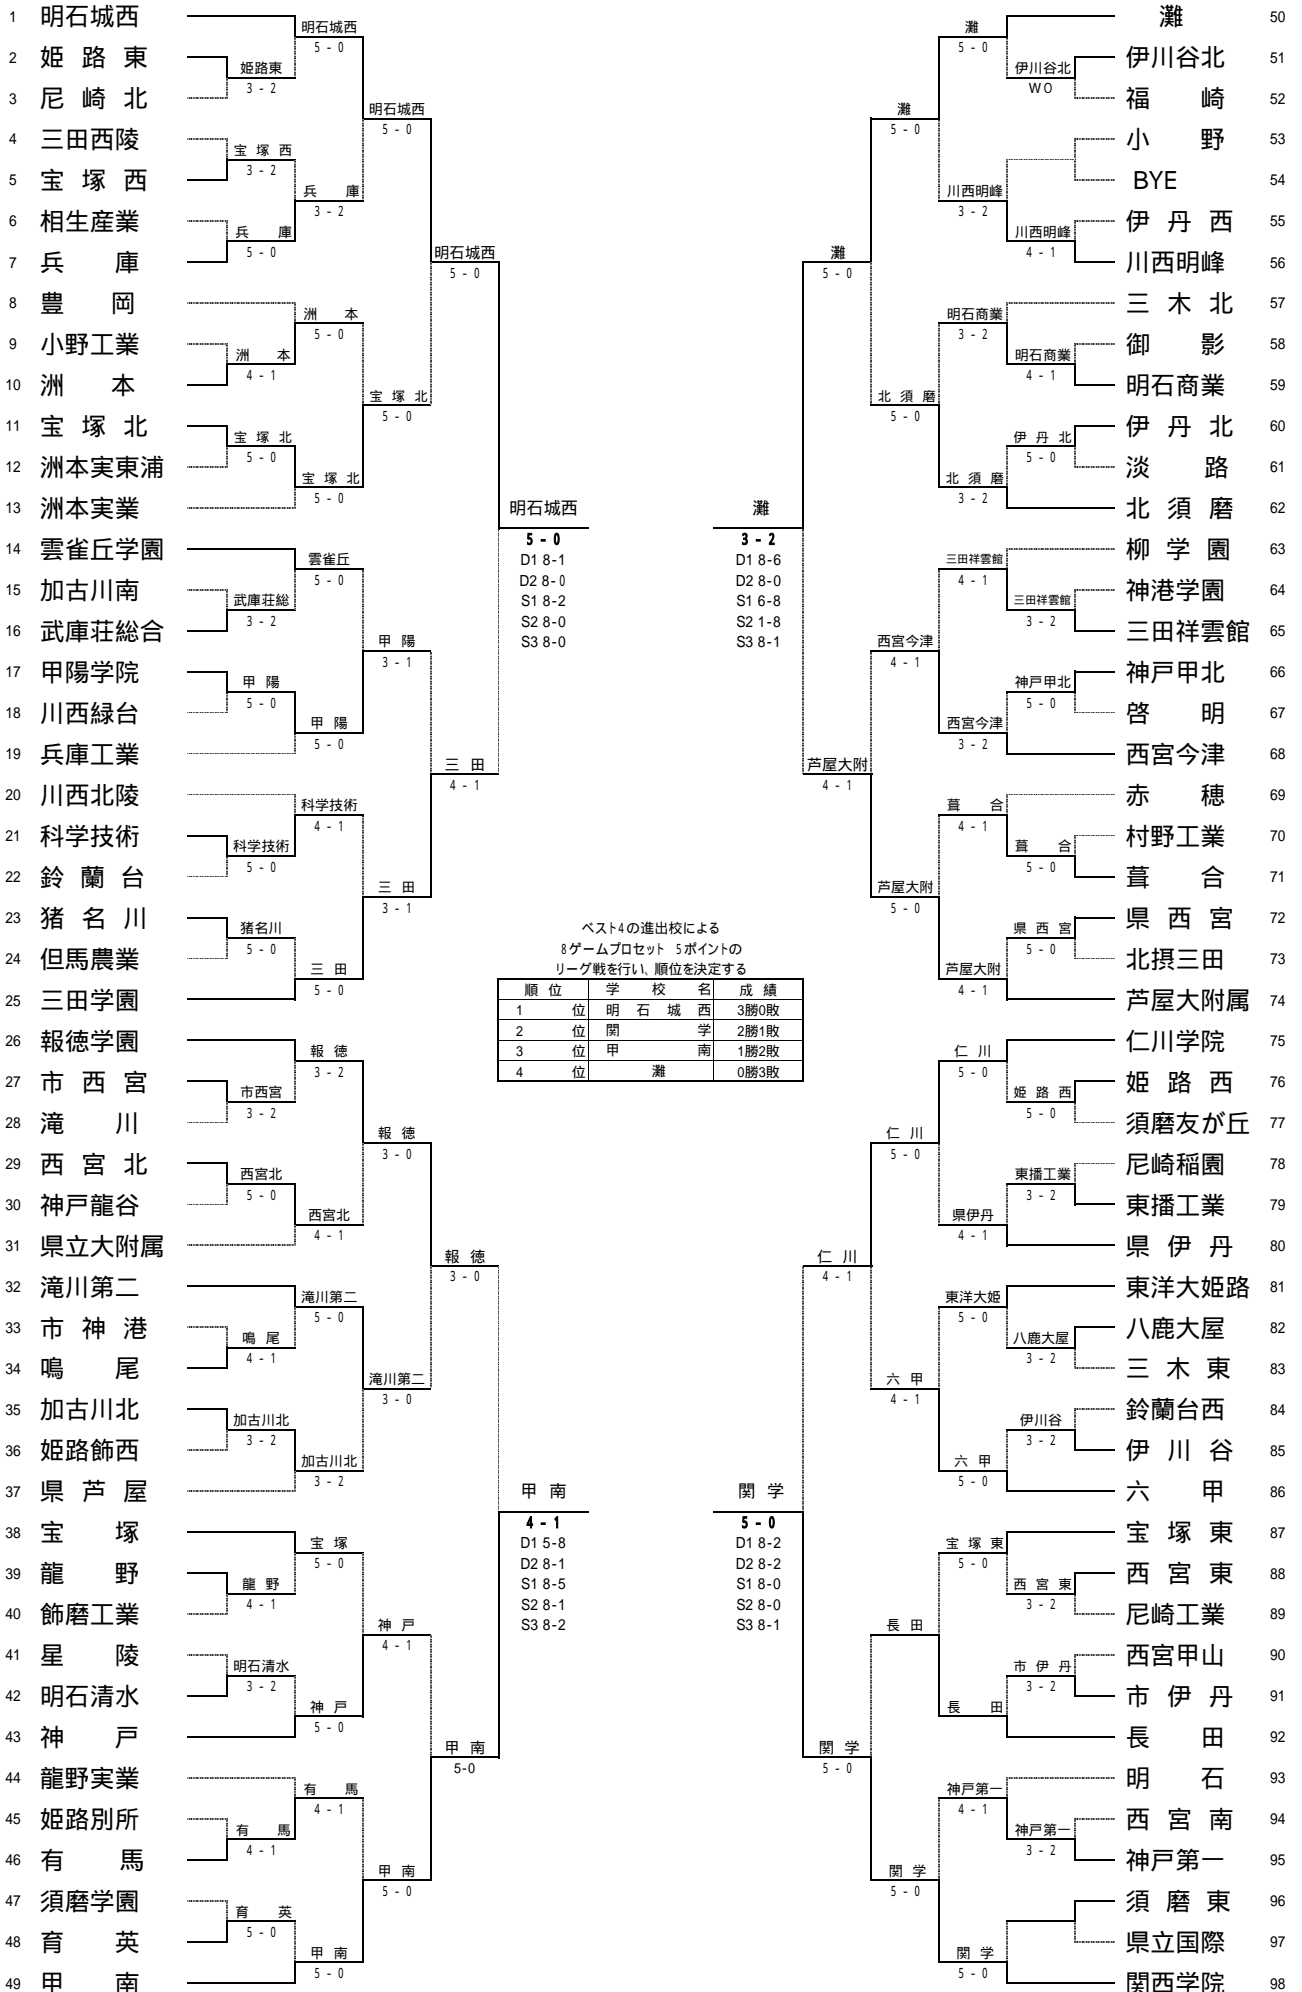 1 明石城西
2 姫路東
3 尼崎北
4 三田西陵
5 宝塚西
6 相生産業
7 兵庫
8 豊岡
9 小野工業
10 洲本
11 宝塚北
12 洲本実東浦
13 洲本実業
14 雲雀丘学園
15 加古川南
16 武庫荘総合
17 甲陽学院
18 川西緑台
19 兵庫工業
20 川西北陵
21 科学技術
22 鈴蘭台
23 猪名川
24 但馬農業
25 三田学園
26 報徳学園
27 市西宮
28 滝川
29 西宮北
30 神戸龍谷
31 県立大附属
32 滝川第二
33 市神港
34 鳴尾
35 加古川北
36 姫路飾西
37 県芦屋
38 宝塚
39 龍野
40 飾磨工業
41 星陵
42 明石清水
43 神戸
44 龍野実業
45 姫路別所
46 有馬
47 須磨学園
48 育英
49 甲南
姫路東
3 - 2
宝塚西
3 - 2
兵庫
5 - 0
洲本
4 - 1
宝塚北
5 - 0
武庫荘総
3 - 2
甲陽
5 - 0
科学技術
5 - 0
猪名川
5 - 0
市西宮
3 - 2
西宮北
5 - 0
鳴尾
4 - 1
加古川北
3 - 2
龍野
4 - 1
明石清水
3 - 2
有馬
4 - 1
育英
5 - 0
明石城西
5 - 0
兵庫
3 - 2
洲本
5 - 0
宝塚北
5 - 0
雲雀丘
5 - 0
甲陽
5 - 0
科学技術
4 - 1
三田
5 - 0
報徳
3 - 2
西宮北
4 - 1
滝川第二
5 - 0
加古川北
3 - 2
宝塚
5 - 0
神戸
5 - 0
有馬
4 - 1
甲南
5 - 0
明石城西
5 - 0
宝塚北
5 - 0
甲陽
3 - 1
三田
3 - 1
報徳
3 - 0
滝川第二
3 - 0
神戸
4 - 1
甲南
5 - 0
明石城西
5 - 0
三田
4 - 1
報徳
3 - 0
甲南
5-0
明石城西
5 - 0
D1 8-1
D2 8-0
S1 8-2
S2 8-0
S3 8-0
甲南
4 - 1
D1 5-8
D2 8-1
S1 8-5
S2 8-1
S3 8-2
ベスト4の進出校による
8ゲームプロセット 5ポイントの
リーグ戦を行い、順位を決定する
順位 学校名 成績
1位 明石城西 3勝0敗
2位 関学 2勝1敗
3位 甲南 1勝2敗
4位 灘 0勝3敗
灘
3 - 2
D1 8-6
D2 8-0
S1 6-8
S2 1-8
S3 8-1
関学
5 - 0
D1 8-2
D2 8-2
S1 8-0
S2 8-0
S3 8-1
灘
5 - 0
芦屋大附
4 - 1
仁川
4 - 1
関学
5 - 0
灘
5 - 0
北須磨
5 - 0
西宮今津
4 - 1
芦屋大附
5 - 0
仁川
5 - 0
六甲
4 - 1
長田
関学
5 - 0
灘
5 - 0
川西明峰
3 - 2
明石商業
3 - 2
北須磨
3 - 2
三田祥雲館
4 - 1
西宮今津
3 - 2
葺合
4 - 1
芦屋大附
4 - 1
仁川
5 - 0
県伊丹
4 - 1
東洋大姫
5 - 0
六甲
5 - 0
宝塚東
5 - 0
長田
神戸第一
4 - 1
関学
5 - 0
伊川谷北
WO
川西明峰
4 - 1
明石商業
4 - 1
伊丹北
5 - 0
三田祥雲館
3 - 2
神戸甲北
5 - 0
葺合
5 - 0
県西宮
5 - 0
姫路西
5 - 0
東播工業
3 - 2
八鹿大屋
3 - 2
伊川谷
3 - 2
西宮東
3 - 2
市伊丹
3 - 2
神戸第一
3 - 2
灘 50
伊川谷北 51
福崎 52
小野 53
BYE 54
伊丹西 55
川西明峰 56
三木北 57
御影 58
明石商業 59
伊丹北 60
淡路 61
北須磨 62
柳学園 63
神港学園 64
三田祥雲館 65
神戸甲北 66
啓明 67
西宮今津 68
赤穂 69
村野工業 70
葺合 71
県西宮 72
北摂三田 73
芦屋大附属 74
仁川学院 75
姫路西 76
須磨友が丘 77
尼崎稲園 78
東播工業 79
県伊丹 80
東洋大姫路 81
八鹿大屋 82
三木東 83
鈴蘭台西 84
伊川谷 85
六甲 86
宝塚東 87
西宮東 88
尼崎工業 89
西宮甲山 90
市伊丹 91
長田 92
明石 93
西宮南 94
神戸第一 95
須磨東 96
県立国際 97
関西学院 98